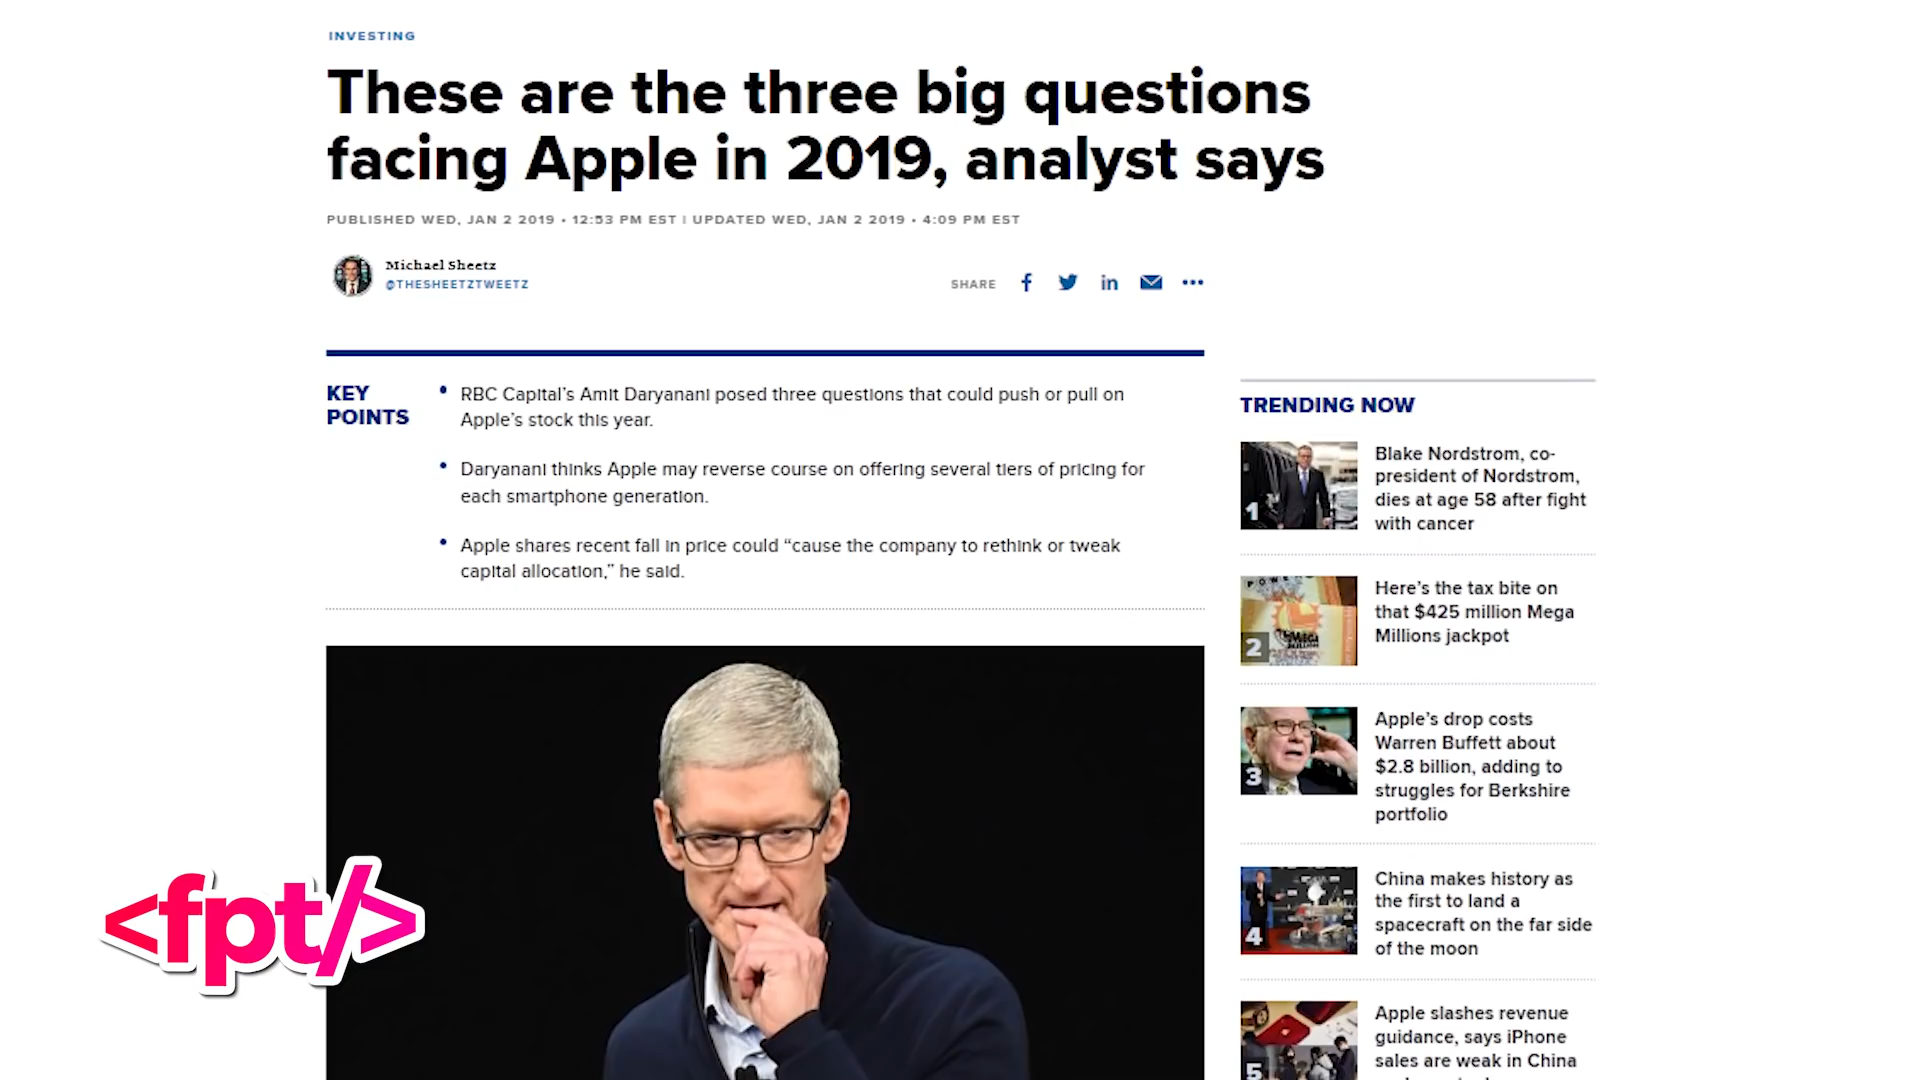 INVESTING
These are the three big questions
facing Apple in 2019, analyst says
PUBLISHED WED, JAN 2 2019 • 12:53 PM EST | UPDATED WED, JAN 2 2019 • 4:09 PM EST
Michael Sheetz
@THESHEETZTWEETZ
SHARE
KEY
POINTS
• RBC Capital’s Amit Daryanani posed three questions that could push or pull on
Apple’s stock this year.
• Daryanani thinks Apple may reverse course on offering several tiers of pricing for
each smartphone generation.
• Apple shares recent fall in price could “cause the company to rethink or tweak
capital allocation,” he said.
<fpt/>
TRENDING NOW
1
Blake Nordstrom, co-
president of Nordstrom,
dies at age 58 after fight
with cancer
2
Here’s the tax bite on
that $425 million Mega
Millions jackpot
3
Apple’s drop costs
Warren Buffett about
$2.8 billion, adding to
struggles for Berkshire
portfolio
4
China makes history as
the first to land a
spacecraft on the far side
of the moon
5
Apple slashes revenue
guidance, says iPhone
sales are weak in China